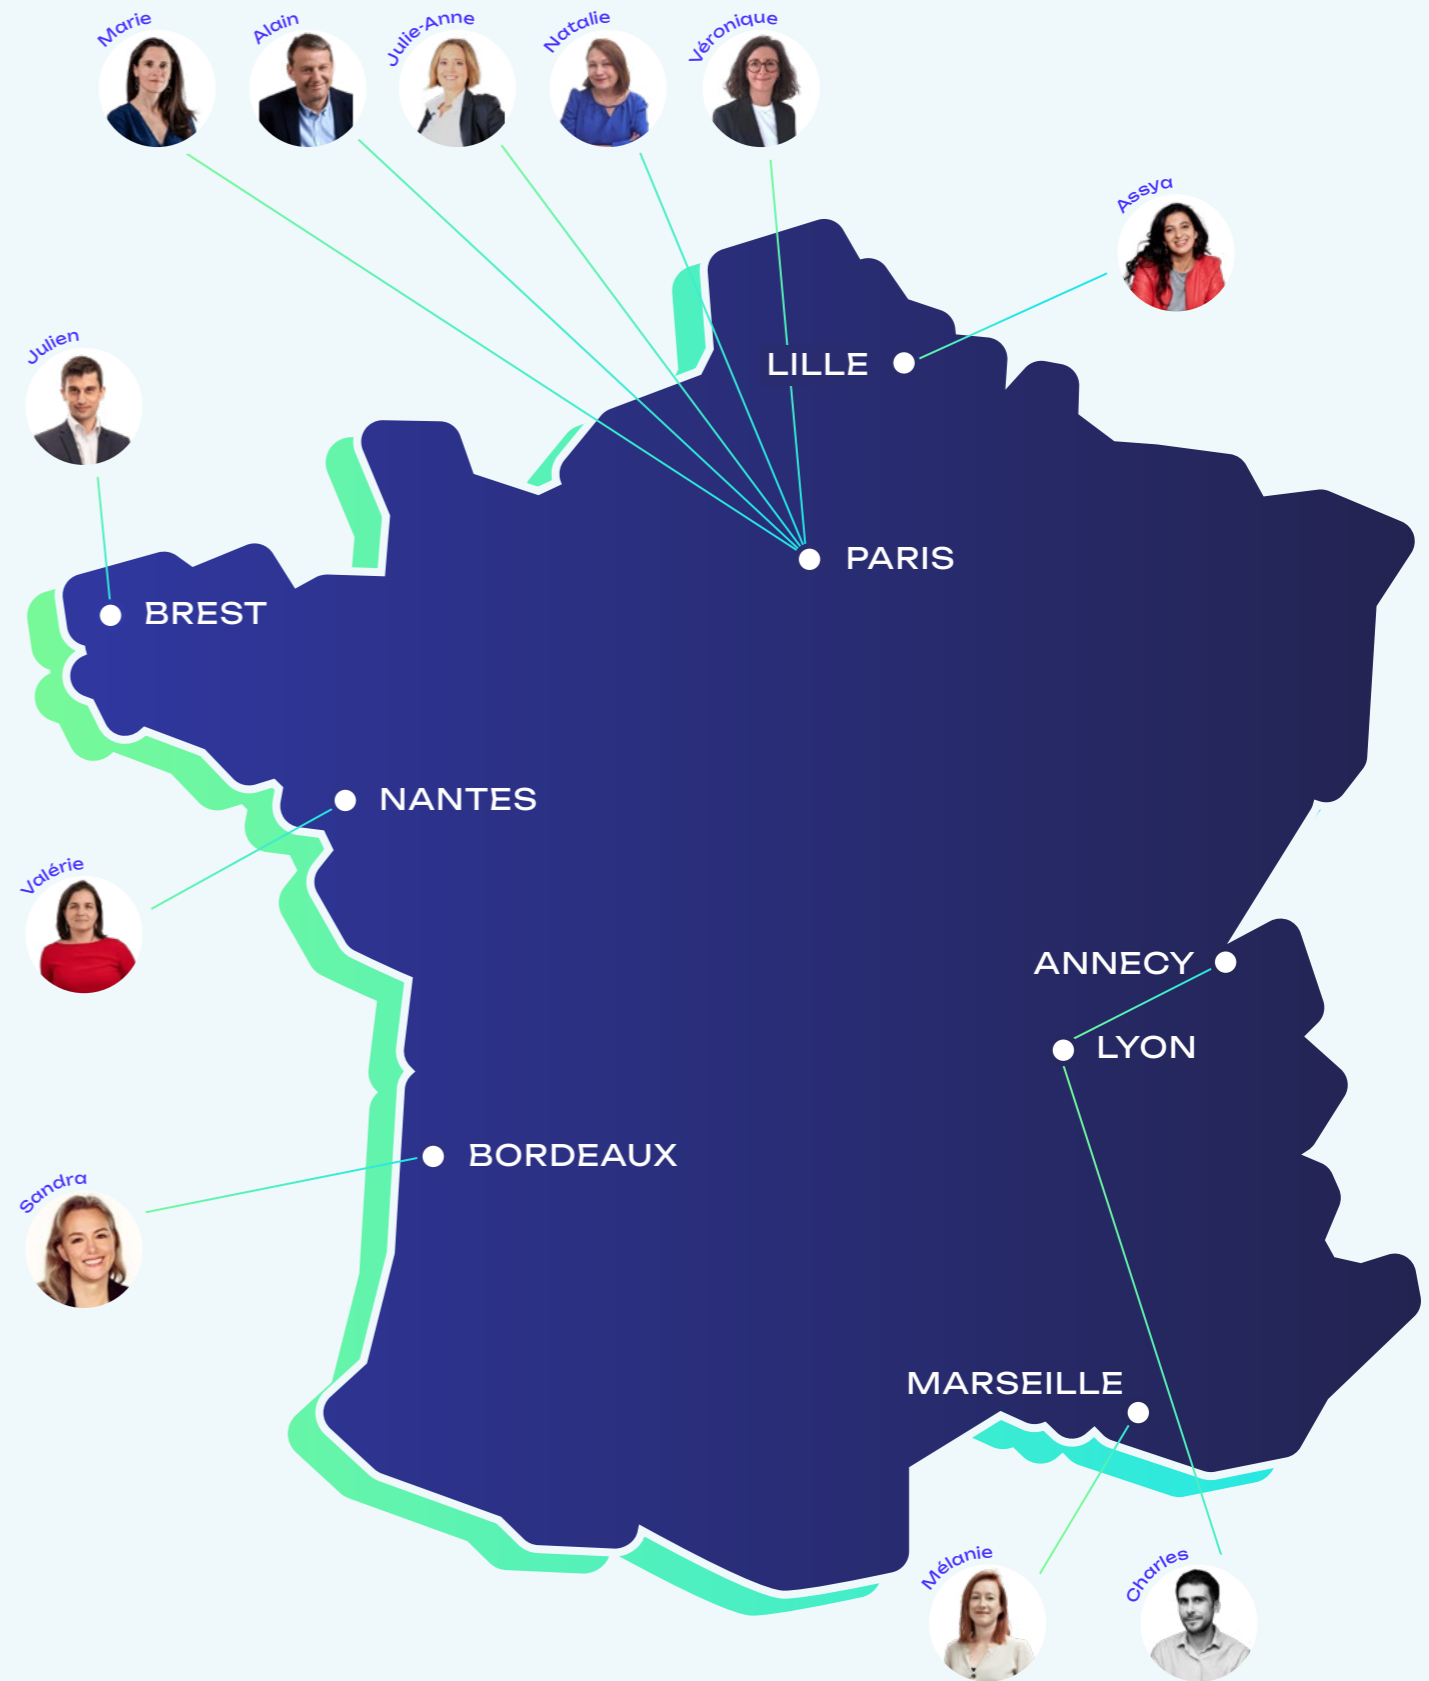 Marie
Alain
Julie-Anne
Natalie
Véronique
Assya
Julien
LILLE
PARIS
BREST
NANTES
Valérie
ANNECY
LYON
BORDEAUX
Sandra
MARSEILLE
Mélanie
Charles